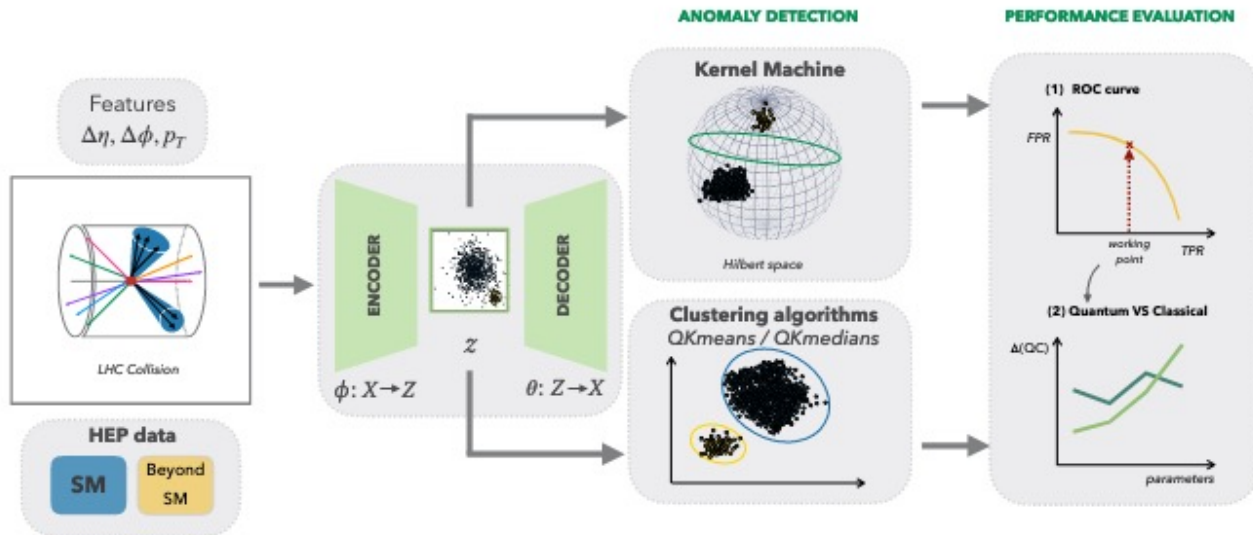 ANOMALY DETECTION
PERFORMANCE EVALUATION
Features
Δη, Δϕ, p_T
LHC Collision
HEP data
SM
Beyond
SM
ENCODER
DECODER
z
ϕ: X→Z
θ: Z→X
Kernel Machine
Hilbert space
Clustering algorithms
QKmeans / QKmedians
(1) ROC curve
FPR
working
point
TPR
(2) Quantum VS Classical
Δ(QC)
parameters